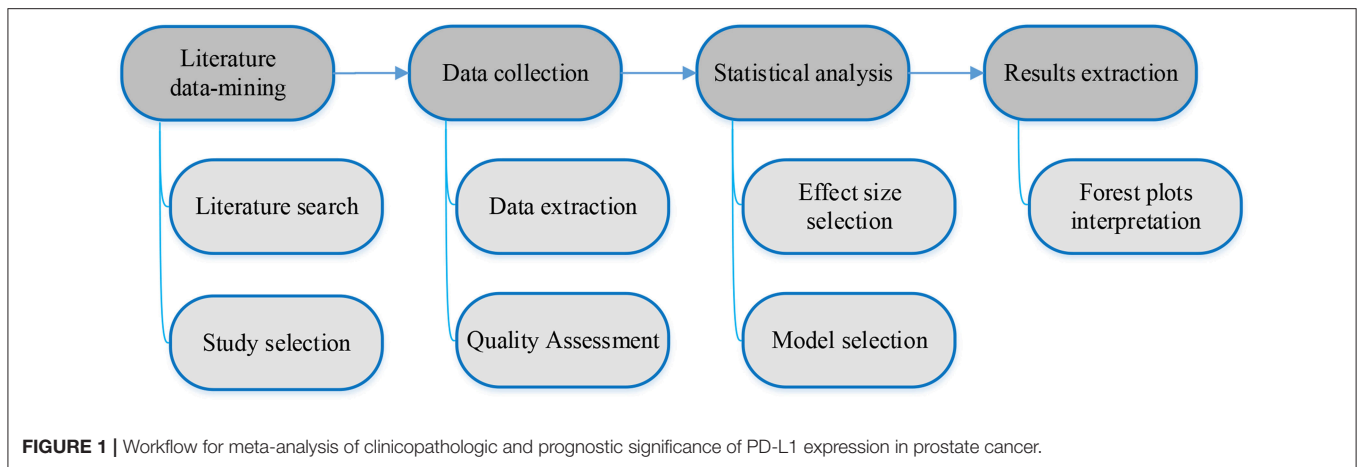 Literature
data-mining
Data collection
Statistical analysis
Results extraction
Literature search
Data extraction
Effect size
selection
Forest plots
interpretation
Study selection
Quality Assessment
Model selection
FIGURE 1 | Workflow for meta-analysis of clinicopathologic and prognostic significance of PD-L1 expression in prostate cancer.